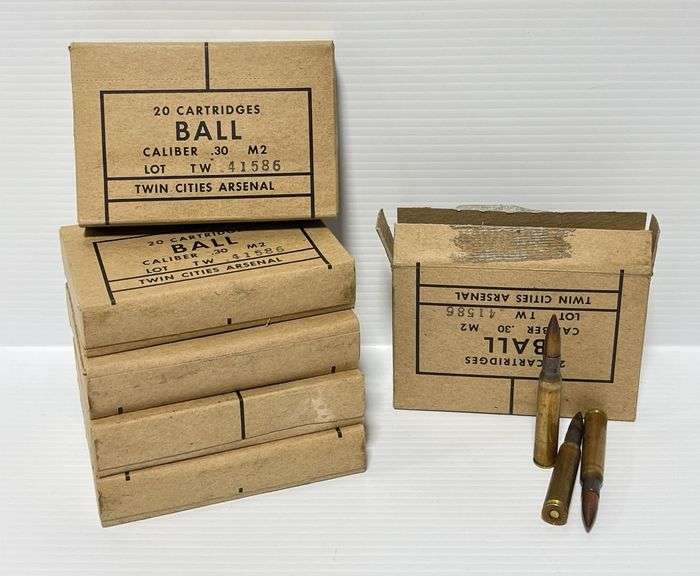 20 CARTRIDGES
BALL
CALIBER .30 M2
LOT TW 41586
TWIN CITIES ARSENAL
20 CARTRIDGES
BALL
CALIBER .30 M2
LOT TW 41586
TWIN CITIES ARSENAL
TWIN CITIES ARSENAL
LOT TW 41586
CALIBER .30 M2
BALL
CARTRIDGES